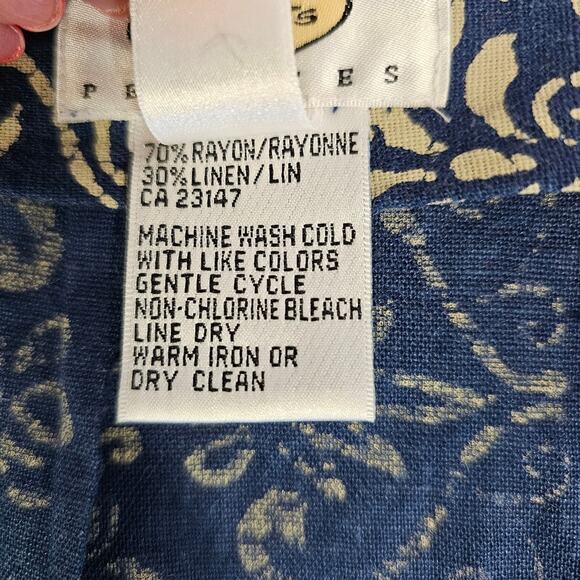 S
P E E S
70% RAYON/RAYONNE
30% LINEN/LIN
CA 23147
MACHINE WASH COLD
WITH LIKE COLORS
GENTLE CYCLE
NON-CHLORINE BLEACH
LINE DRY
WARM IRON OR
DRY CLEAN